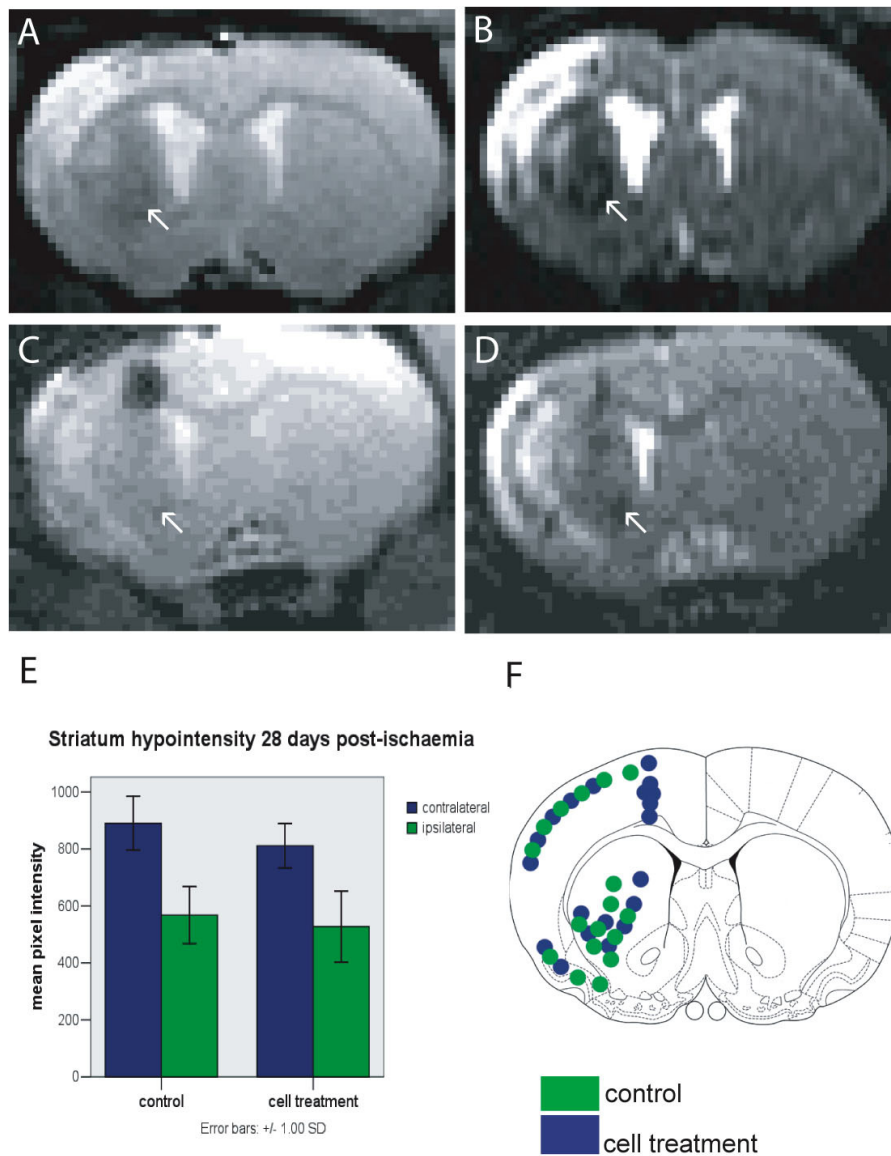 A
B
C
D
E
F
Striatum hypointensity 28 days post-ischaemia
1000
800
600
400
200
0
mean pixel intensity
control
cell treatment
Error bars: +/- 1.00 SD
contralateral
ipsilateral
control
cell treatment